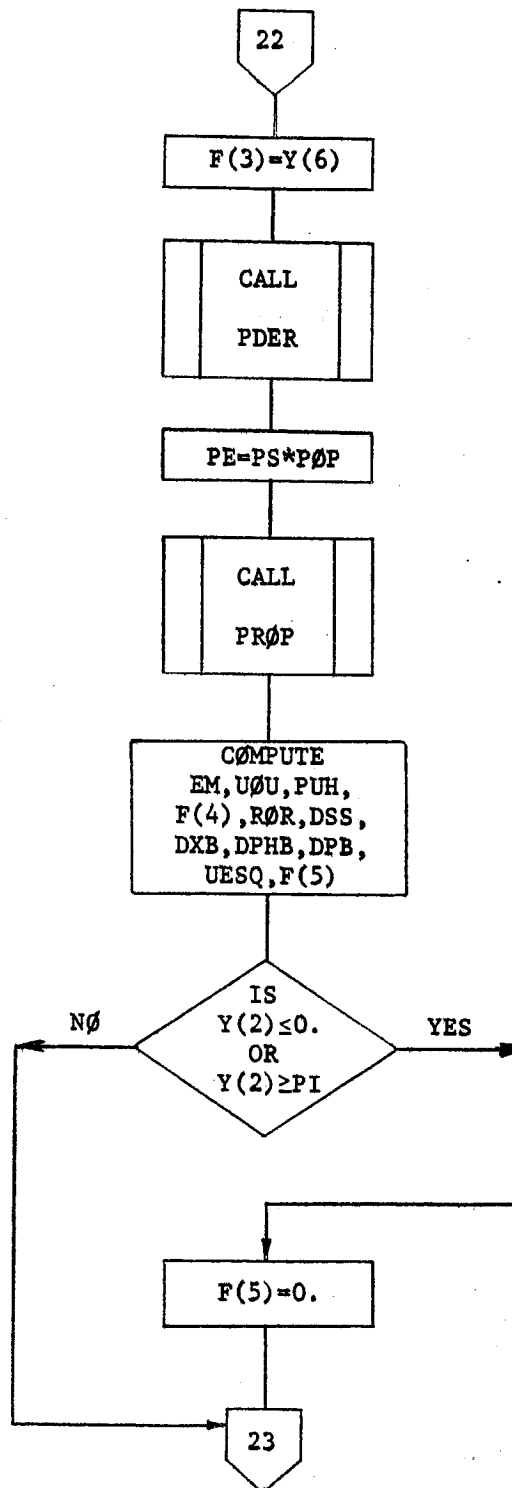 22
F(3)=Y(6)
CALL
PDER
PE=PS*PØP
CALL
PRØP
CØMPUTE
EM,UØU,PUH,
F(4),RØR,DSS,
DXB,DPHB,DPB,
UESQ,F(5)
IS
Y(2)≤0.
OR
Y(2)≥PI
NØ
YES
F(5)=0.
23